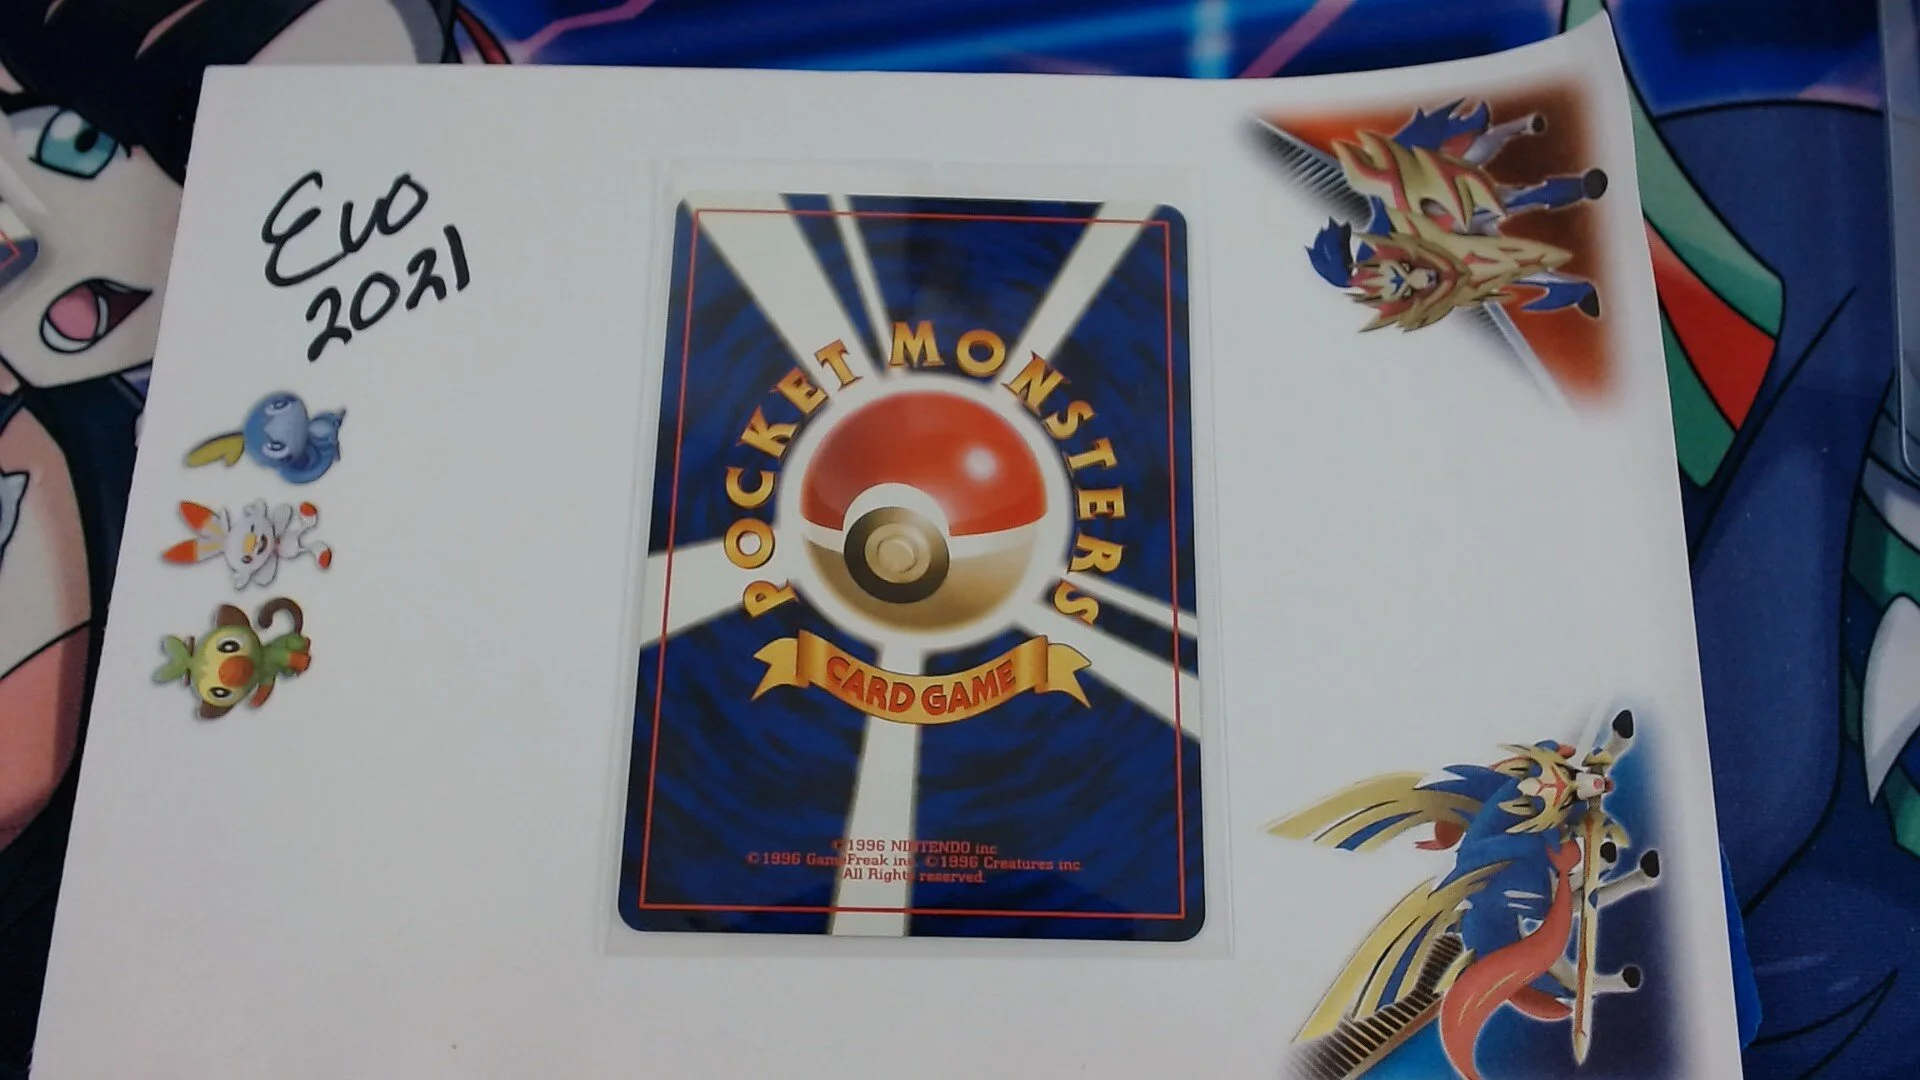 Evo
2021
POCKET MONSTERS
CARD GAME
©1996 NINTENDO inc
©1996 GameFreak inc. ©1996 Creatures inc.
All Rights reserved.